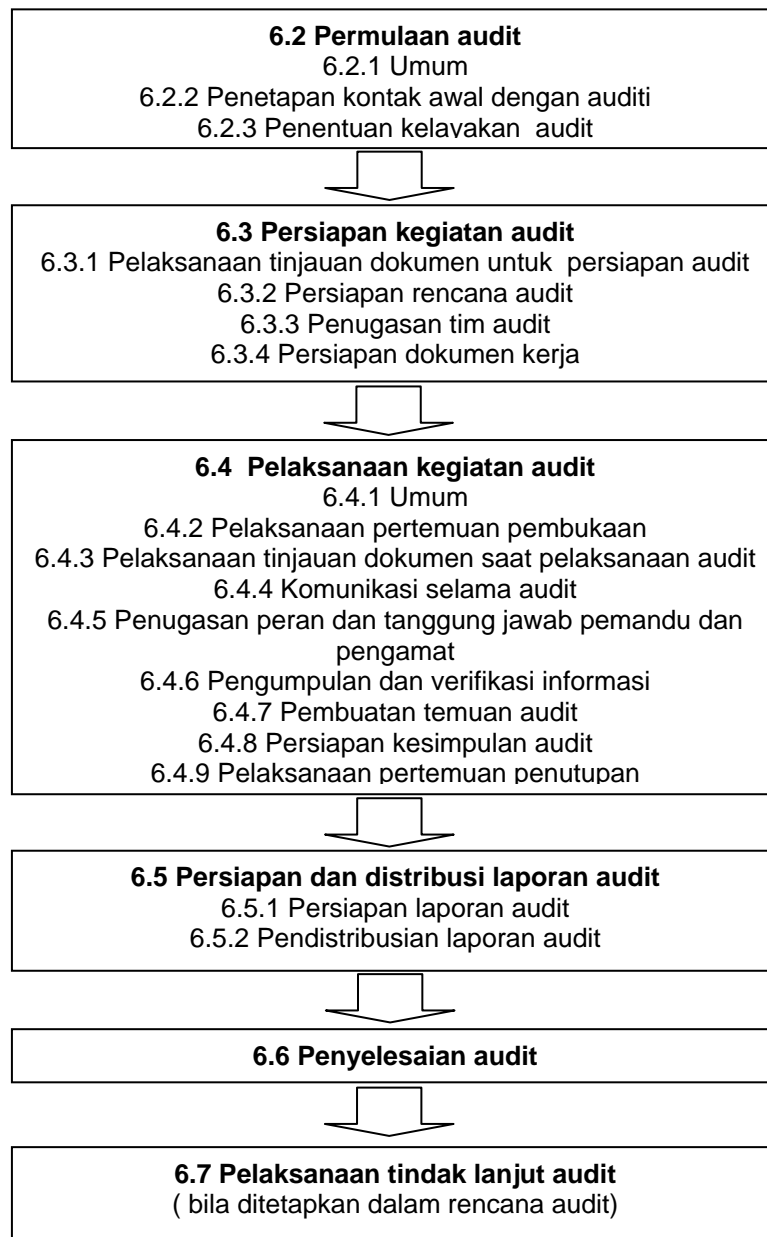 6.2 Permulaan audit
6.2.1 Umum
6.2.2 Penetapan kontak awal dengan auditi
6.2.3 Penentuan kelayakan audit
6.3 Persiapan kegiatan audit
6.3.1 Pelaksanaan tinjauan dokumen untuk persiapan audit
6.3.2 Persiapan rencana audit
6.3.3 Penugasan tim audit
6.3.4 Persiapan dokumen kerja
6.4 Pelaksanaan kegiatan audit
6.4.1 Umum
6.4.2 Pelaksanaan pertemuan pembukaan
6.4.3 Pelaksanaan tinjauan dokumen saat pelaksanaan audit
6.4.4 Komunikasi selama audit
6.4.5 Penugasan peran dan tanggung jawab pemandu dan
pengamat
6.4.6 Pengumpulan dan verifikasi informasi
6.4.7 Pembuatan temuan audit
6.4.8 Persiapan kesimpulan audit
6.4.9 Pelaksanaan pertemuan penutupan
6.5 Persiapan dan distribusi laporan audit
6.5.1 Persiapan laporan audit
6.5.2 Pendistribusian laporan audit
6.6 Penyelesaian audit
6.7 Pelaksanaan tindak lanjut audit
( bila ditetapkan dalam rencana audit)